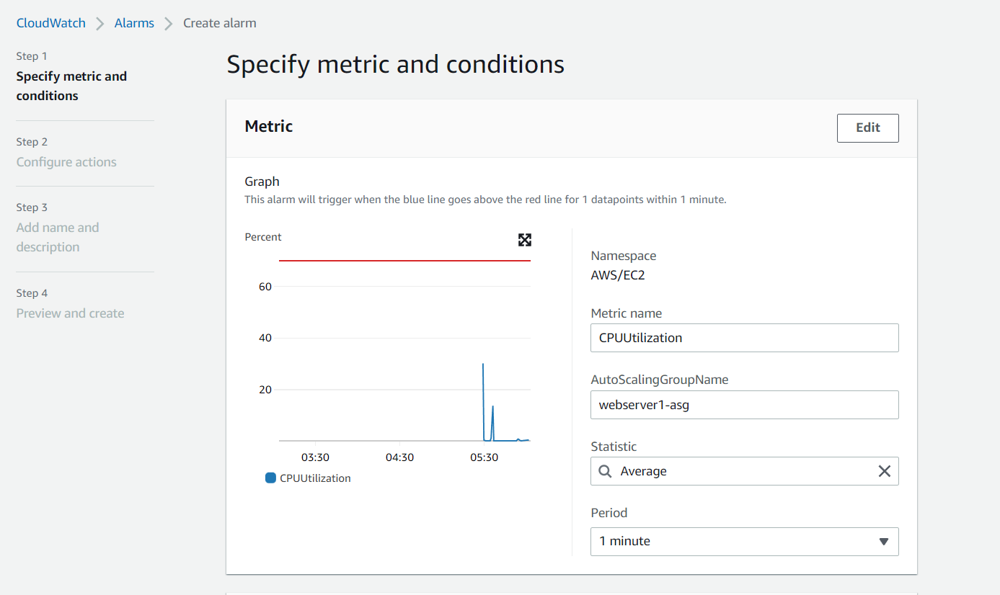 CloudWatch > Alarms > Create alarm
Step 1
Specify metric and
conditions
Step 2
Configure actions
Step 3
Add name and
description
Step 4
Preview and create
Specify metric and conditions
Metric
Edit
Graph
This alarm will trigger when the blue line goes above the red line for 1 datapoints within 1 minute.
Percent
60
40
20
03:30 04:30 05:30
CPUUtilization
Namespace
AWS/EC2
Metric name
CPUUtilization
AutoScalingGroupName
webserver1-asg
Statistic
Average
Period
1 minute